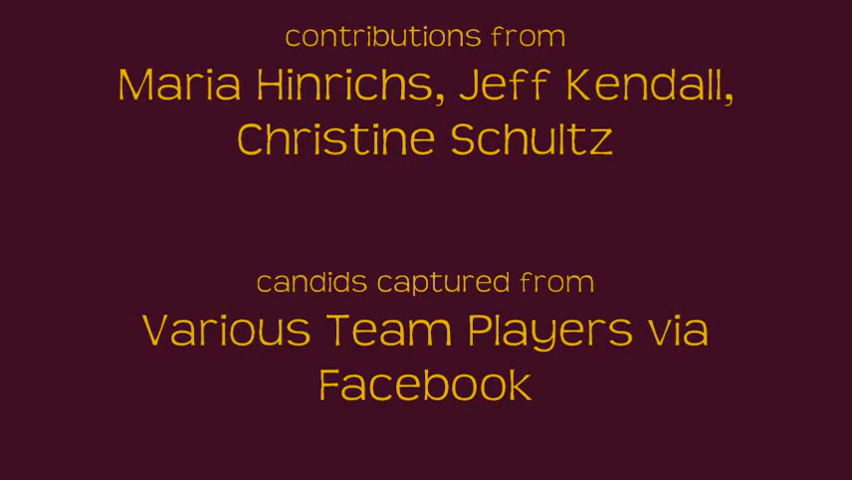 contributions from
Maria Hinrichs, Jeff Kendall,
Christine Schultz
candids captured from
Various Team Players via
Facebook